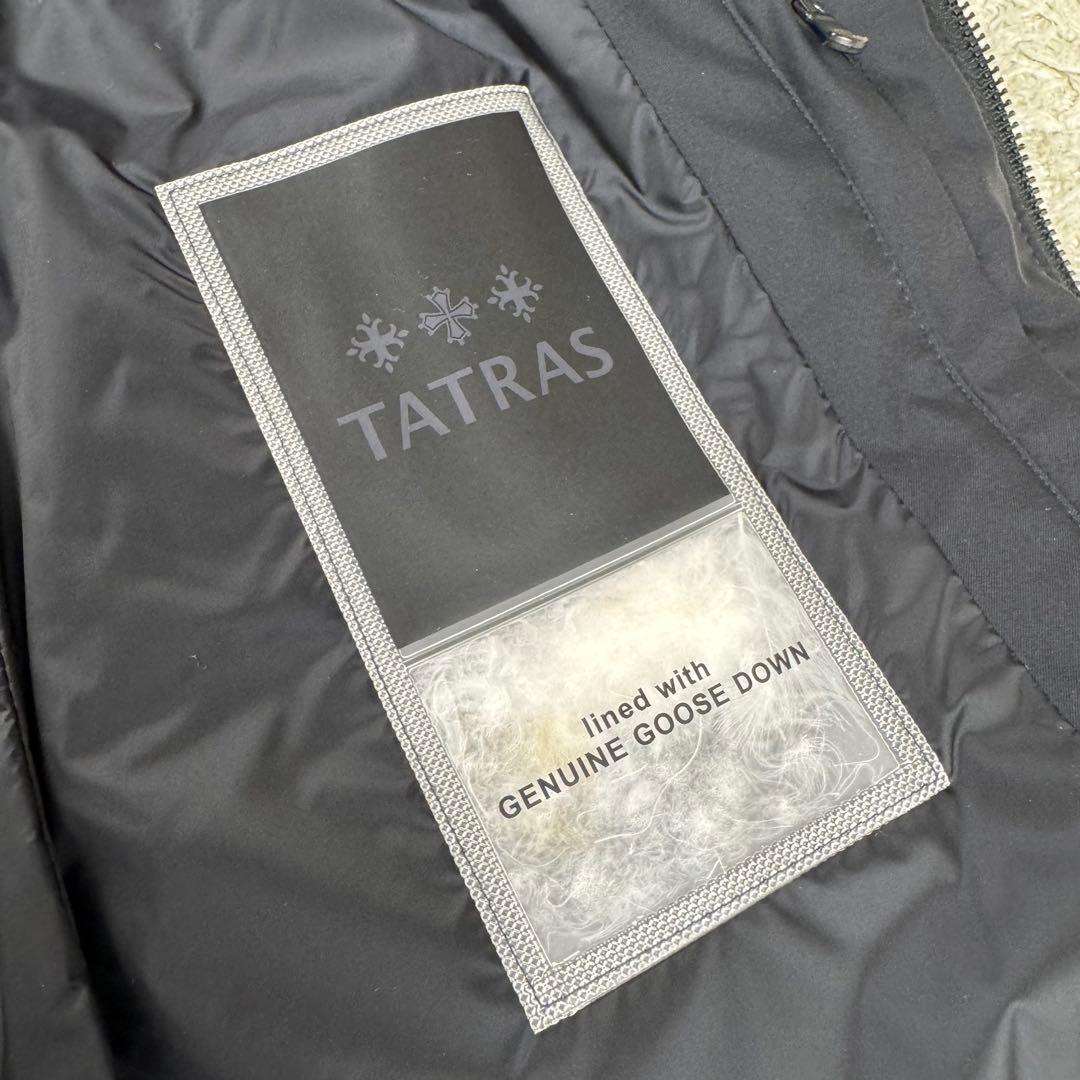 TATRAS
lined with
GENUINE GOOSE DOWN